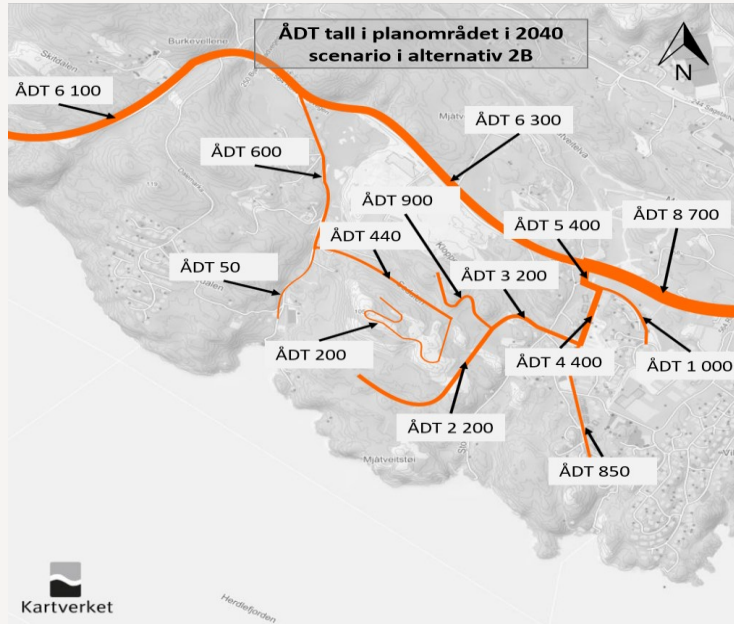 ÅDT tall i planområdet i 2040
scenario i alternativ 2B
N
Burkevellene
Skitdalen
ÅDT 6 100
ÅDT 6 300
ÅDT 600
ÅDT 900
ÅDT 5 400
ÅDT 8 700
ÅDT 440
ÅDT 3 200
ÅDT 50
ÅDT 200
ÅDT 4 400
ÅDT 1 000
ÅDT 2 200
Mjåtveitstør
ÅDT 850
Kartverket
Herdlefjorden